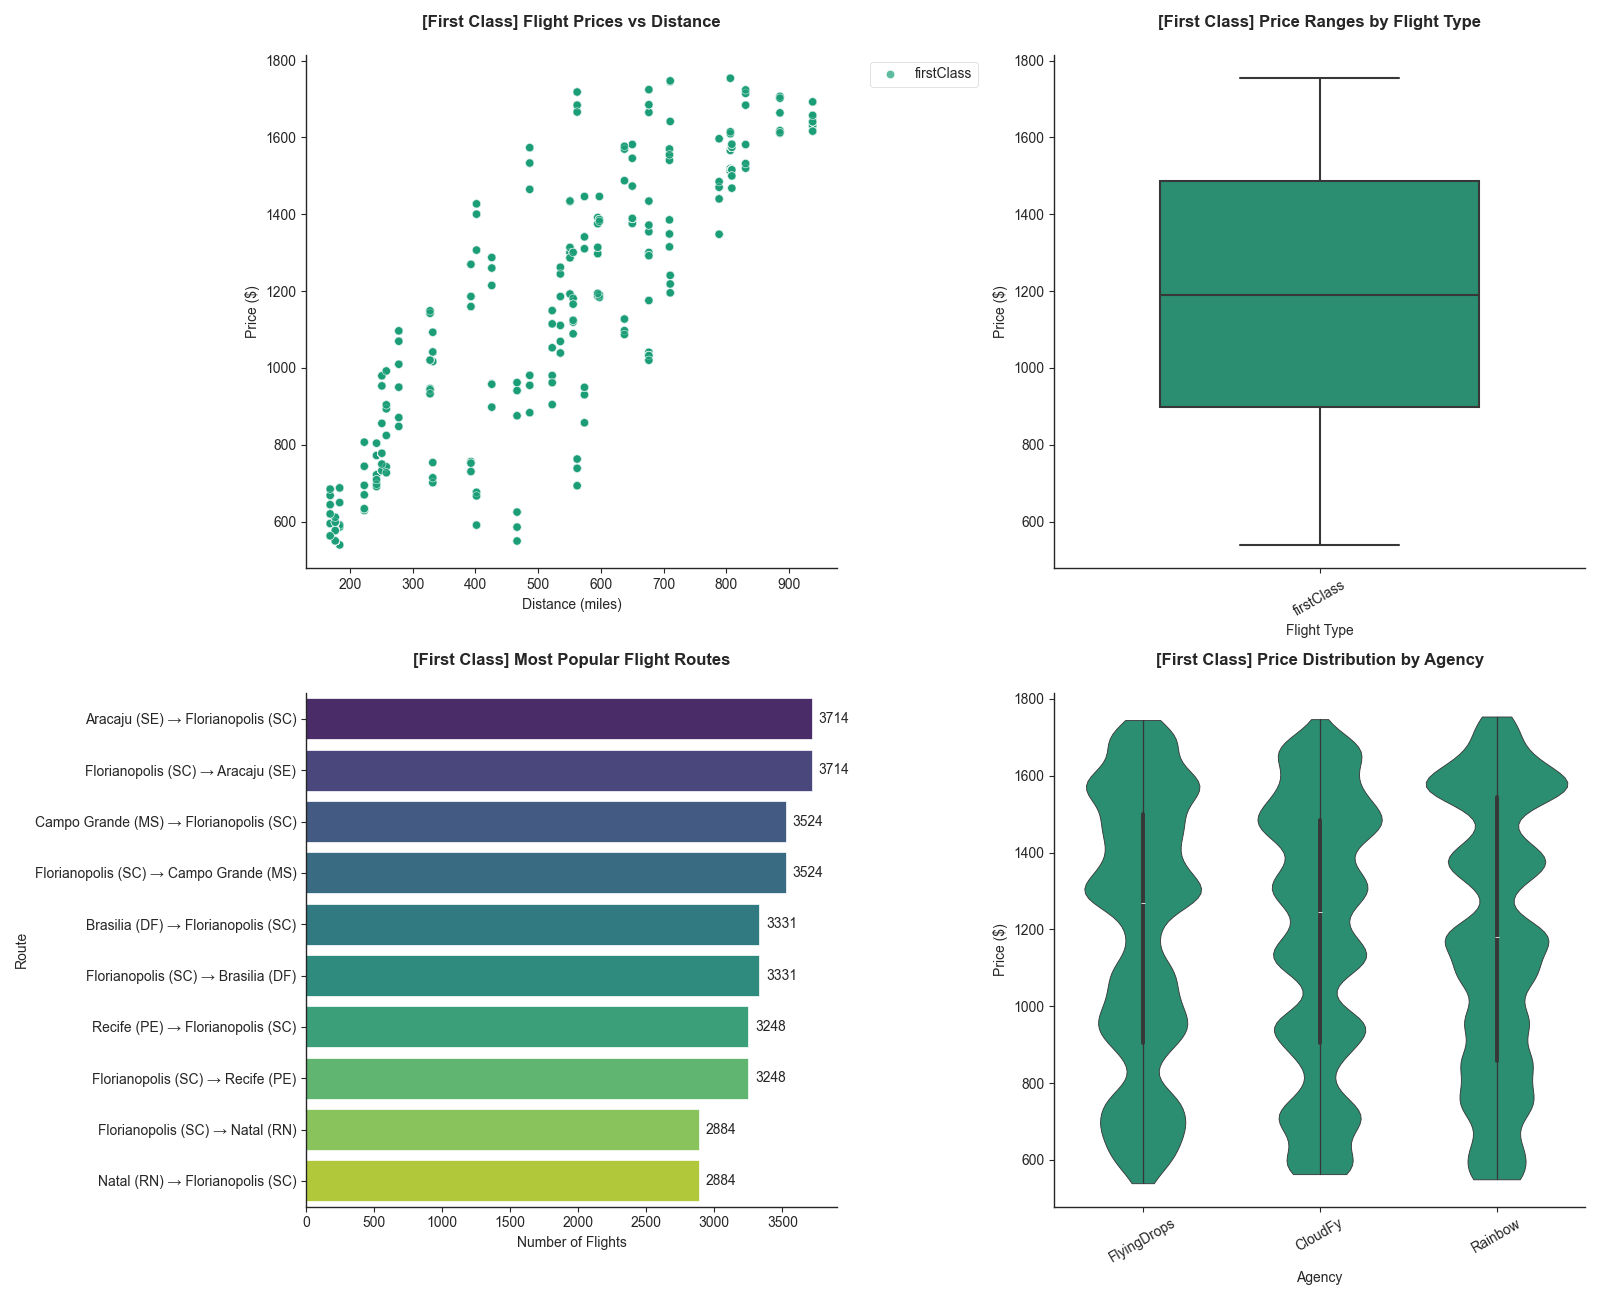 [First Class] Flight Prices vs Distance
1800
1600
1400
1200
1000
800
600
Price ($)
200 300 400 500 600 700 800 900
Distance (miles)
firstClass
[First Class] Price Ranges by Flight Type
1800
1600
1400
1200
1000
800
600
Price ($)
firstClass
Flight Type
[First Class] Most Popular Flight Routes
Route
Aracaju (SE) → Florianopolis (SC) 3714
Florianopolis (SC) → Aracaju (SE) 3714
Campo Grande (MS) → Florianopolis (SC) 3524
Florianopolis (SC) → Campo Grande (MS) 3524
Brasilia (DF) → Florianopolis (SC) 3331
Florianopolis (SC) → Brasilia (DF) 3331
Recife (PE) → Florianopolis (SC) 3248
Florianopolis (SC) → Recife (PE) 3248
Florianopolis (SC) → Natal (RN) 2884
Natal (RN) → Florianopolis (SC) 2884
0 500 1000 1500 2000 2500 3000 3500
Number of Flights
[First Class] Price Distribution by Agency
1800
1600
1400
1200
1000
800
600
Price ($)
FlyingDrops CloudFy Rainbow
Agency